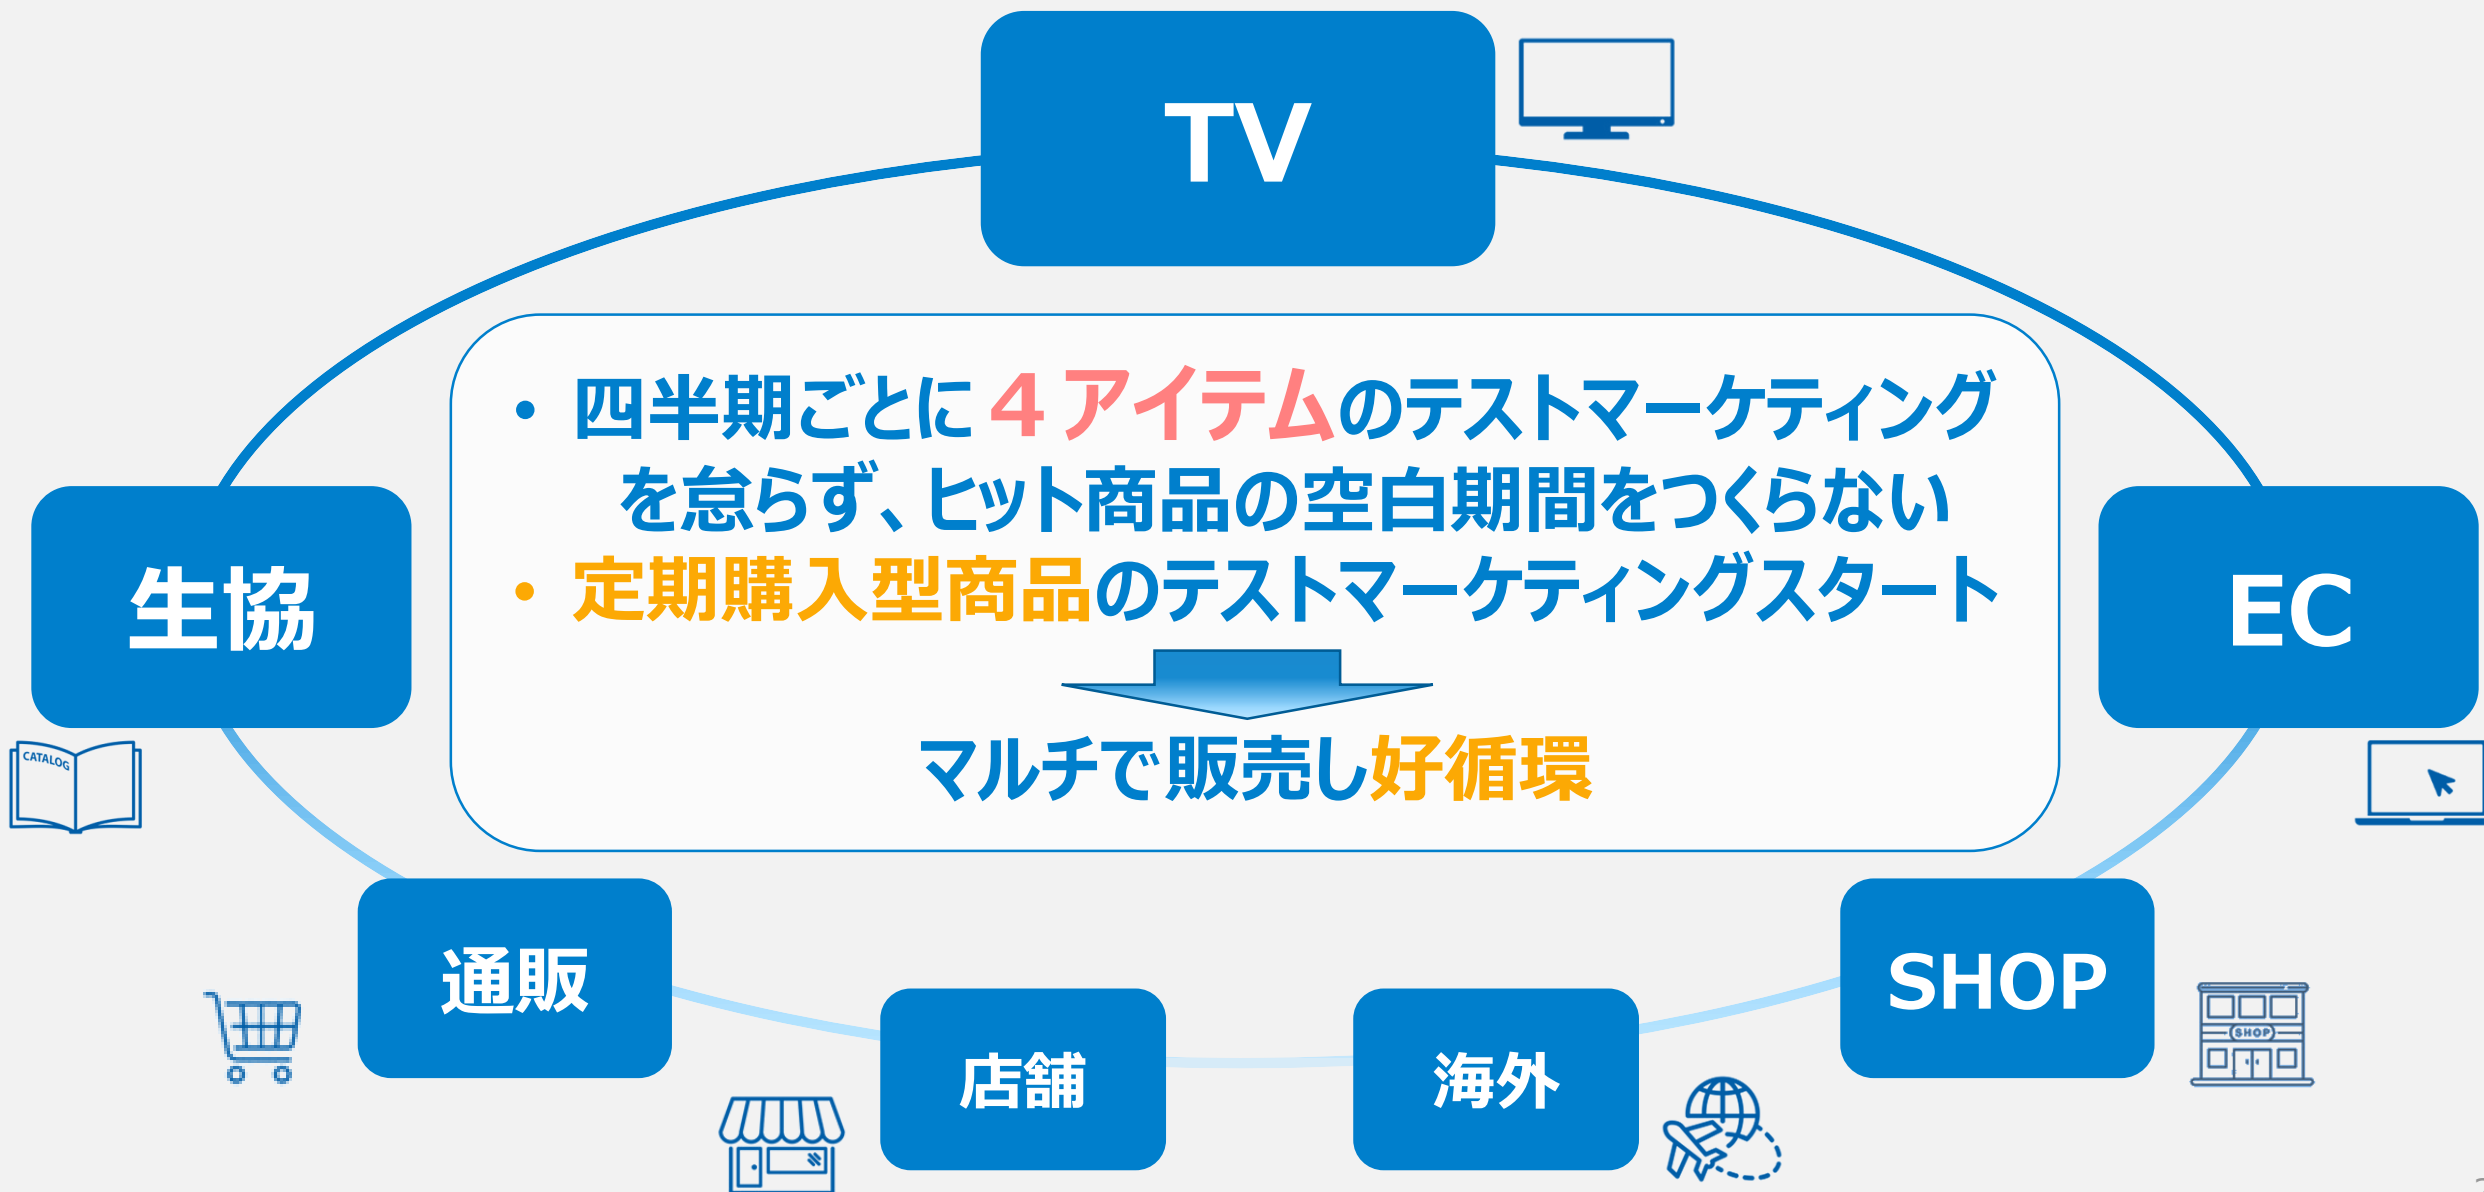 TV
・ 四半期ごとに４アイテムのテストマーケティング
を怠らず、ヒット商品の空白期間をつくらない
・ 定期購入型商品のテストマーケティングスタート
マルチで販売し好循環
生協
EC
CATALOG
通販
SHOP
店舗
海外
SHOP